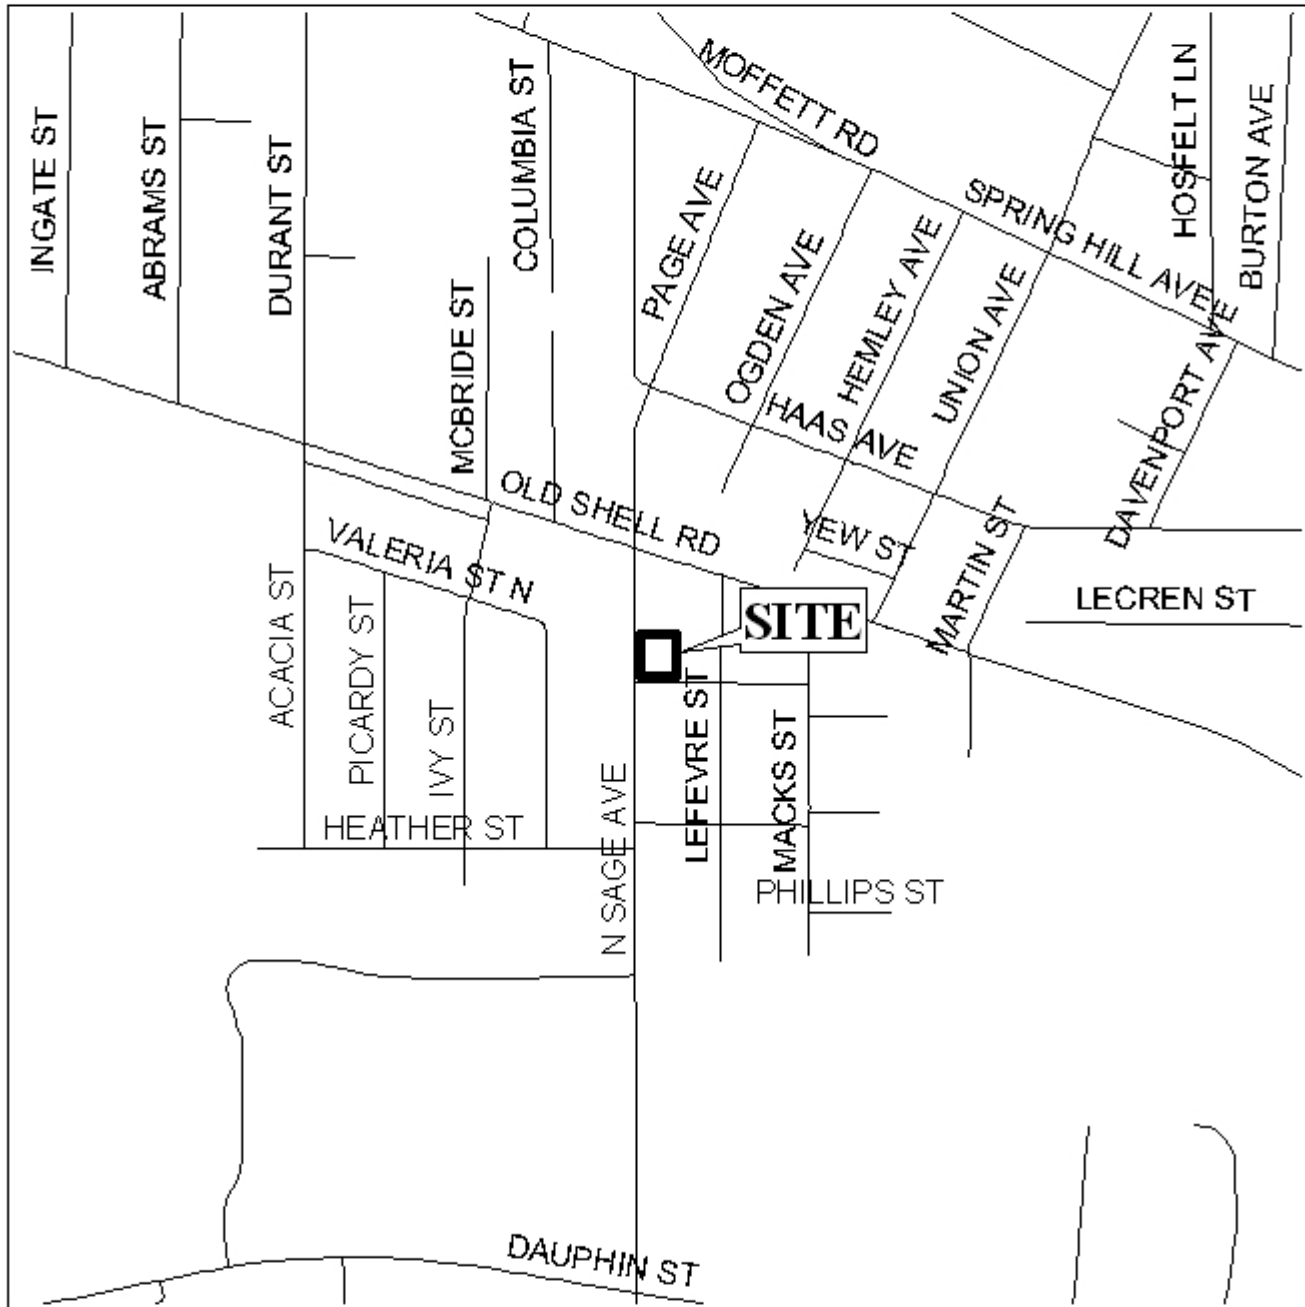 MOFFETT RD
SPRING HILL AVE
HOSFELT LN
BURTON AVE
INGATE ST
ABRAMS ST
DURANT ST
COLUMBIA ST
MCBRIDE ST
PAGE AVE
OGDEN AVE
HEMLEY AVE
UNION AVE
DAVENPORT AVE
HAAS AVE
OLD SHELL RD
YEW ST
MARTIN ST
LECREN ST
VALERIA ST N
ACACIA ST
PICARDY ST
IVY ST
HEATHER ST
SITE
N SAGE AVE
LEFEVRE ST
MACKS ST
PHILLIPS ST
DAUPHIN ST